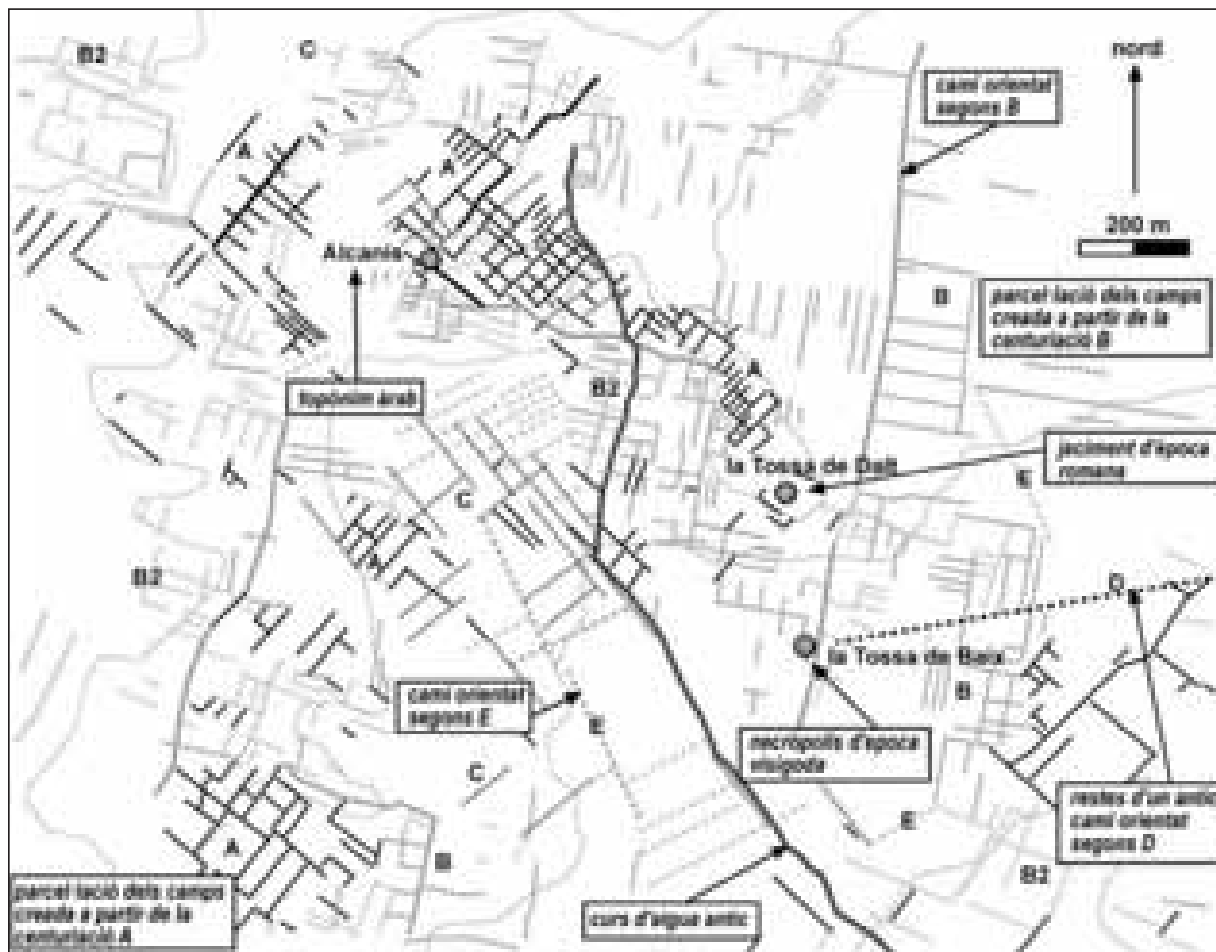 B2
C
nord
camí orientat
segons B
A
A
200 m
Alcanís
B
parcel·lació dels camps
creada a partir de la
centuriació B
topònim àrab
B2
A
la Tossa de Dalt
jaciment d'època
romana
E
C
B2
D
la Tossa de Baix
camí orientat
segons E
E
B
necròpolis d'època
visigoda
C
restes d'un antic
camí orientat
segons D
E
A
B
B2
parcel·lació dels camps
creada a partir de la
centuriació A
curs d'aigua antic